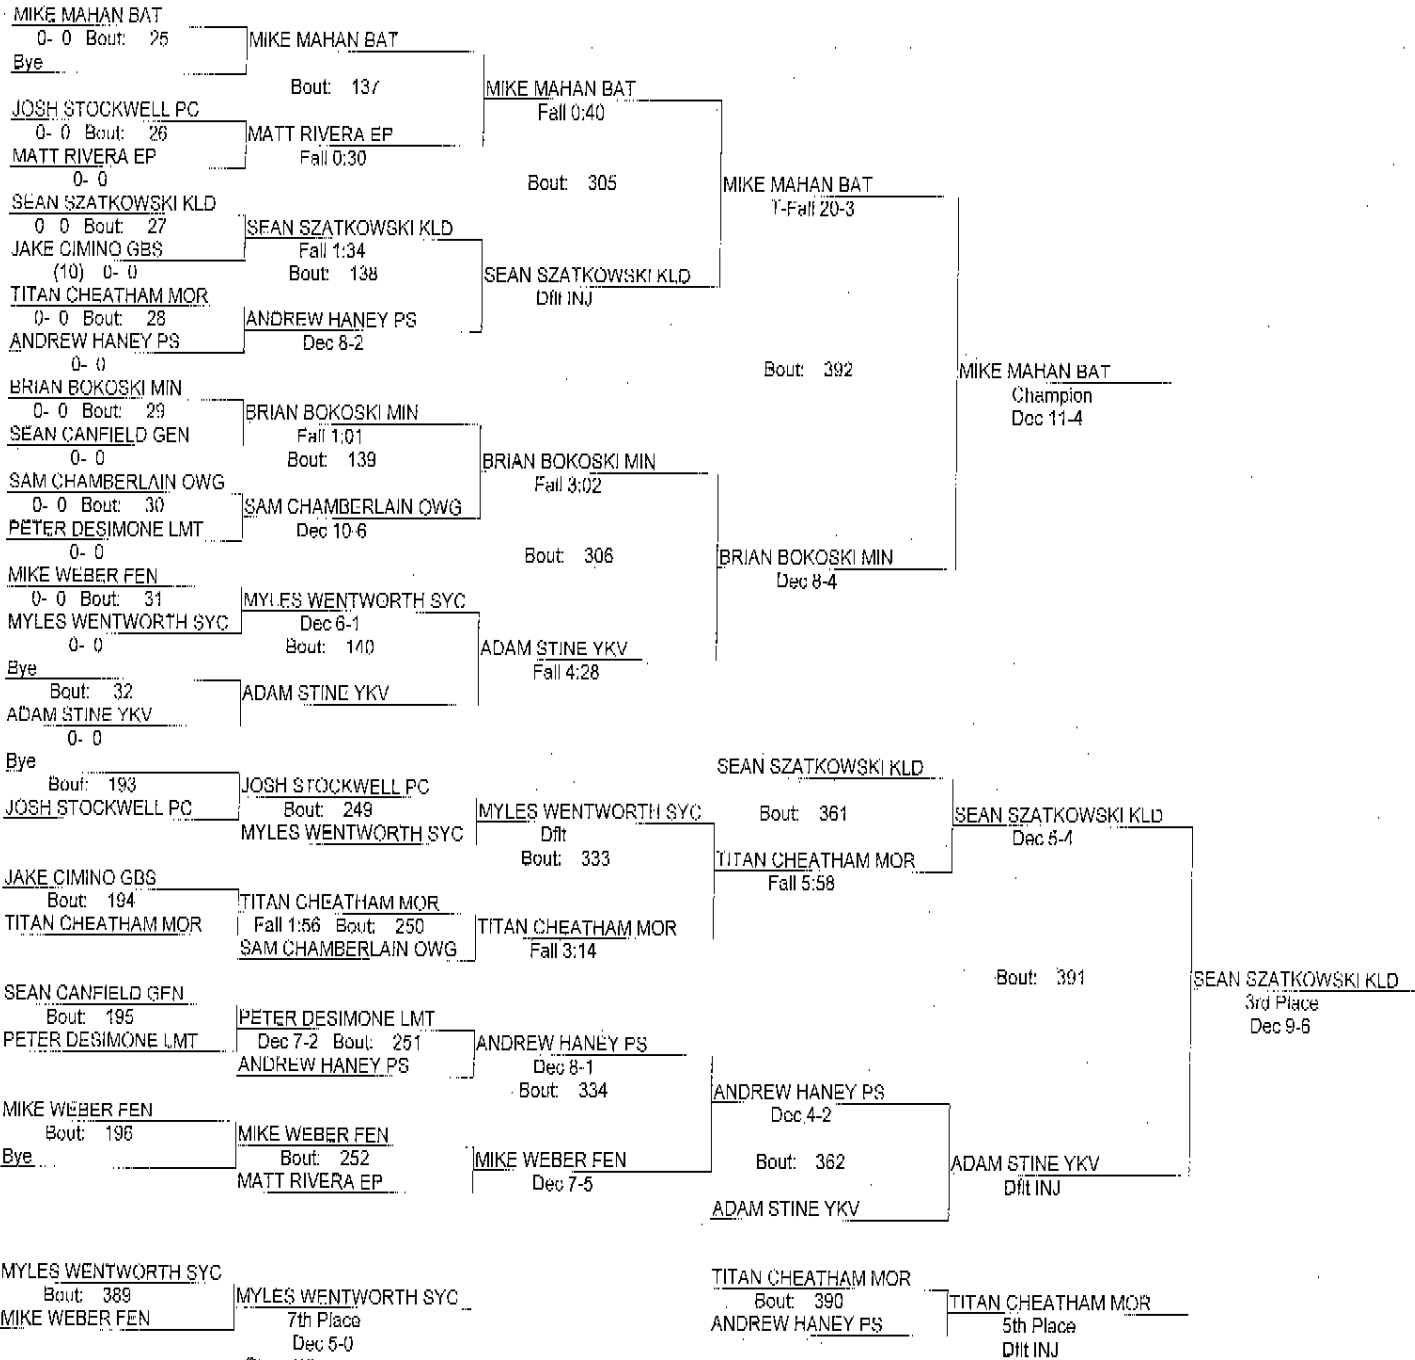 MIKE MAHAN BAT
0- 0 Bout: 25
Bye
MIKE MAHAN BAT
Bout: 137
JOSH STOCKWELL PC
0- 0 Bout: 26
MATT RIVERA EP
0- 0
MATT RIVERA EP
Fall 0:30
MIKE MAHAN BAT
Fall 0:40
Bout: 305
SEAN SZATKOWSKI KLD
0 0 Bout: 27
JAKE CIMINO GBS
(10) 0- 0
SEAN SZATKOWSKI KLD
Fall 1:34
Bout: 138
TITAN CHEATHAM MOR
0- 0 Bout: 28
ANDREW HANEY PS
0- 0
ANDREW HANEY PS
Dec 8-2
SEAN SZATKOWSKI KLD
Dflt INJ
MIKE MAHAN BAT
T-Fall 20-3
Bout: 392
BRIAN BOKOSKI MIN
0- 0 Bout: 29
SEAN CANFIELD GEN
0- 0
BRIAN BOKOSKI MIN
Fall 1:01
Bout: 139
SAM CHAMBERLAIN OWG
0- 0 Bout: 30
PETER DESIMONE LMT
0- 0
SAM CHAMBERLAIN OWG
Dec 10-6
BRIAN BOKOSKI MIN
Fall 3:02
Bout: 306
MIKE WEBER FEN
0- 0 Bout: 31
MYLES WENTWORTH SYC
0- 0
MYLES WENTWORTH SYC
Dec 6-1
Bout: 140
Bye
Bout: 32
ADAM STINE YKV
0- 0
ADAM STINE YKV
ADAM STINE YKV
Fall 4:28
BRIAN BOKOSKI MIN
Dec 8-4
MIKE MAHAN BAT
Champion
Dec 11-4
Bye
Bout: 193
JOSH STOCKWELL PC
JOSH STOCKWELL PC
Bout: 249
MYLES WENTWORTH SYC
MYLES WENTWORTH SYC
Dflt
Bout: 333
JAKE CIMINO GBS
Bout: 194
TITAN CHEATHAM MOR
TITAN CHEATHAM MOR
Fall 1:56 Bout: 250
SAM CHAMBERLAIN OWG
TITAN CHEATHAM MOR
Fall 3:14
SEAN SZATKOWSKI KLD
Bout: 361
TITAN CHEATHAM MOR
Fall 5:58
SEAN SZATKOWSKI KLD
Dec 5-4
Bout: 391
SEAN CANFIELD GEN
Bout: 195
PETER DESIMONE LMT
PETER DESIMONE LMT
Dec 7-2 Bout: 251
ANDREW HANEY PS
ANDREW HANEY PS
Dec 8-1
Bout: 334
MIKE WEBER FEN
Bout: 196
Bye
MIKE WEBER FEN
Bout: 252
MATT RIVERA EP
MIKE WEBER FEN
Dec 7-5
ANDREW HANEY PS
Dec 4-2
Bout: 362
ADAM STINE YKV
ADAM STINE YKV
Dflt INJ
SEAN SZATKOWSKI KLD
3rd Place
Dec 9-6
MYLES WENTWORTH SYC
Bout: 389
MIKE WEBER FEN
MYLES WENTWORTH SYC
7th Place
Dec 5-0
TITAN CHEATHAM MOR
Bout: 390
ANDREW HANEY PS
TITAN CHEATHAM MOR
5th Place
Dflt INJ